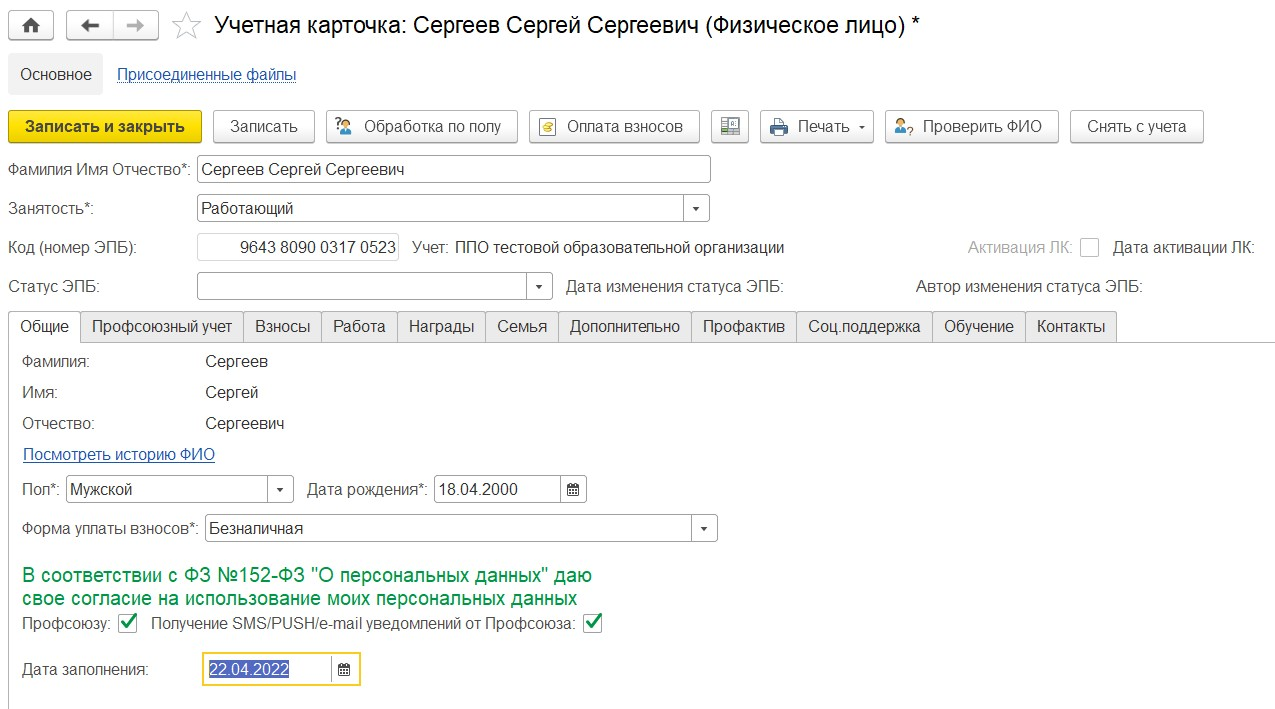 Учетная карточка: Сергеев Сергей Сергеевич (Физическое лицо) *
Основное Присоединенные файлы
Записать и закрыть Записать Обработка по полу Оплата взносов Печать Проверить ФИО Снять с учета
Фамилия Имя Отчество*: Сергеев Сергей Сергеевич
Занятость*: Работающий
Код (номер ЭПБ): 9643 8090 0317 0523 Учет: ППО тестовой образовательной организации Активация ЛК: Дата активации ЛК:
Статус ЭПБ: Дата изменения статуса ЭПБ: Автор изменения статуса ЭПБ:
Общие Профсоюзный учет Взносы Работа Награды Семья Дополнительно Профактив Соц.поддержка Обучение Контакты
Фамилия: Сергеев
Имя: Сергей
Отчество: Сергеевич
Посмотреть историю ФИО
Пол*: Мужской Дата рождения*: 18.04.2000
Форма уплаты взносов*: Безналичная
В соответствии с ФЗ №152-ФЗ "О персональных данных" даю
свое согласие на использование моих персональных данных
Профсоюзу: Получение SMS/PUSH/e-mail уведомлений от Профсоюза:
Дата заполнения: 22.04.2022